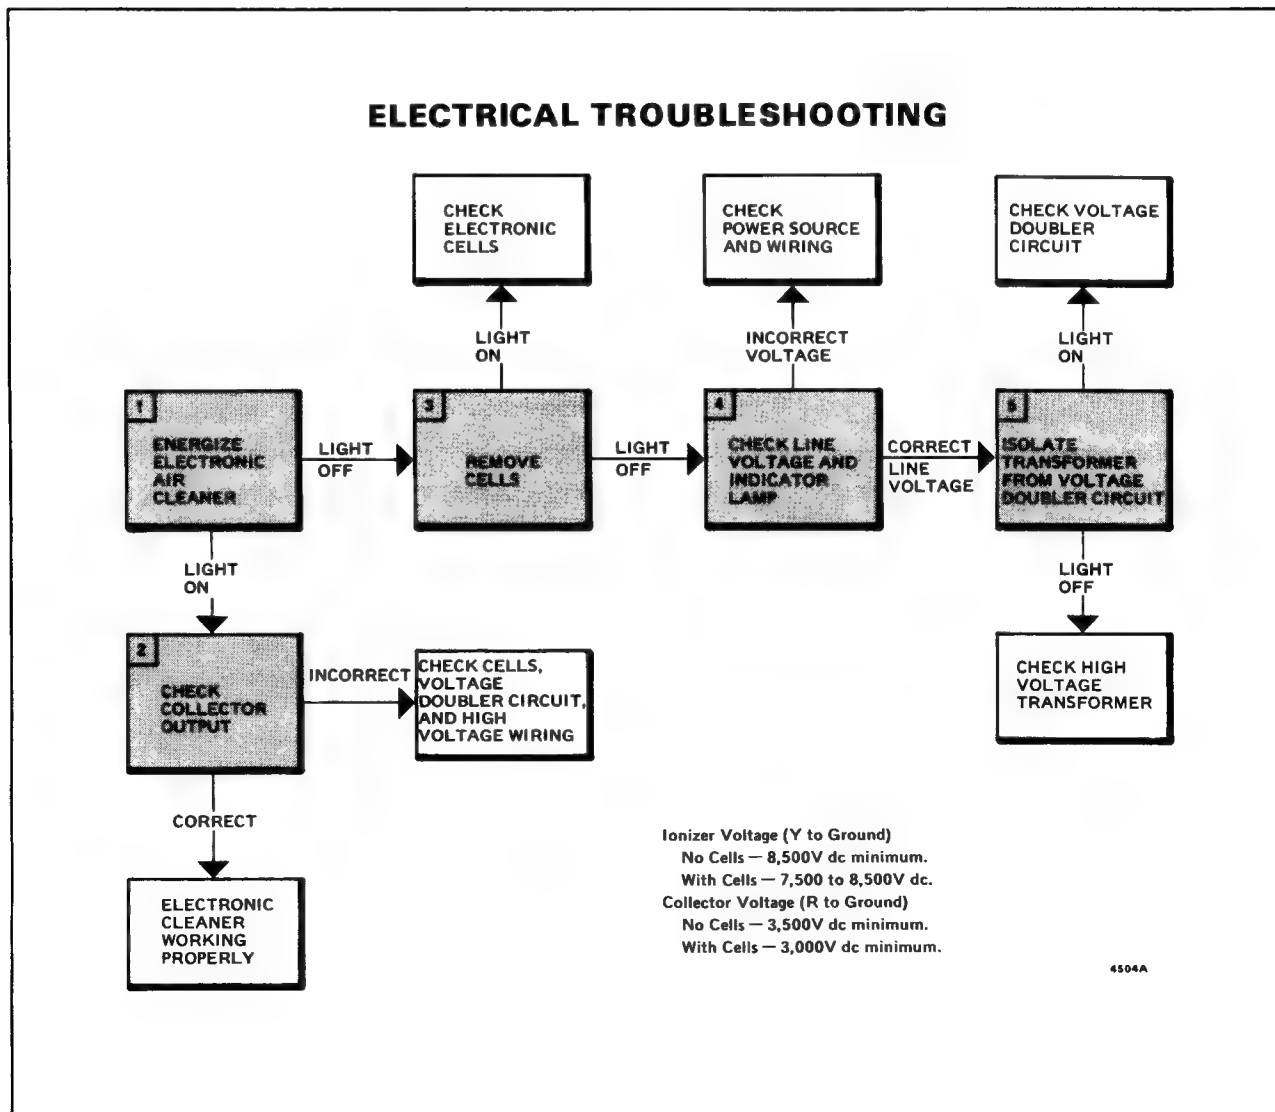 ELECTRICAL TROUBLESHOOTING
CHECK
ELECTRONIC
CELLS
CHECK
POWER SOURCE
AND WIRING
CHECK VOLTAGE
DOUBLER
CIRCUIT
LIGHT
ON
INCORRECT
VOLTAGE
LIGHT
ON
1
ENERGIZE
ELECTRONIC
AIR
CLEANER
LIGHT
OFF
3
REMOVE
CELLS
LIGHT
OFF
4
CHECK LINE
VOLTAGE AND
INDICATOR
LAMP
CORRECT
LINE
VOLTAGE
5
ISOLATE
TRANSFORMER
FROM VOLTAGE
DOUBLER CIRCUIT
LIGHT
ON
LIGHT
OFF
2
CHECK
COLLECTOR
OUTPUT
INCORRECT
CHECK CELLS,
VOLTAGE
DOUBLER CIRCUIT,
AND HIGH
VOLTAGE WIRING
CHECK HIGH
VOLTAGE
TRANSFORMER
CORRECT
ELECTRONIC
CLEANER
WORKING
PROPERLY
Ionizer Voltage (Y to Ground)
No Cells — 8,500V dc minimum.
With Cells — 7,500 to 8,500V dc.
Collector Voltage (R to Ground)
No Cells — 3,500V dc minimum.
With Cells — 3,000V dc minimum.
4504A